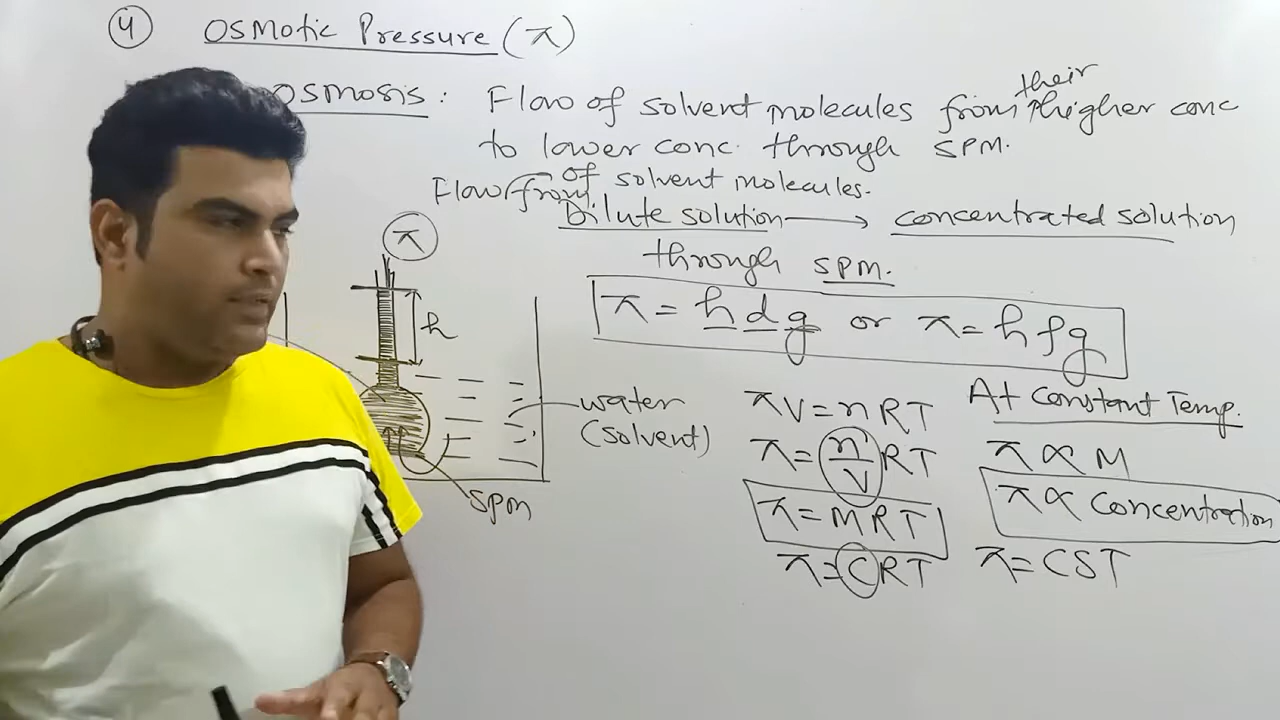 ④ Osmotic Pressure (π)
Osmosis: Flow of solvent molecules from their higher conc
to lower conc. through SPM.
Flow of solvent molecules.
from Dilute solution → concentrated solution
through SPM.
π
h
water
(solvent)
SPM
π = h d g or π = hρg
πV = nRT
π = n/V RT
π = MRT
π = CRT
At Constant Temp.
π ∝ M
π ∝ Concentration
π = CST